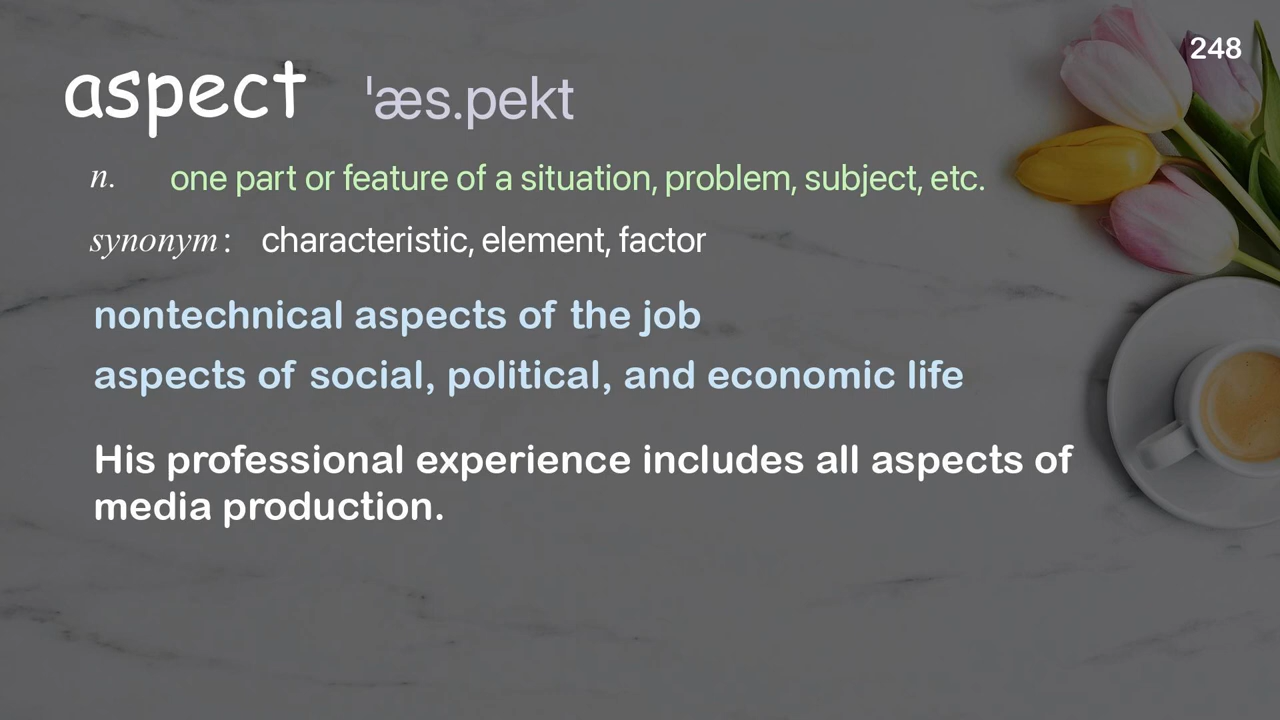 248
aspect ˈæs.pekt
n. one part or feature of a situation, problem, subject, etc.
synonym: characteristic, element, factor
nontechnical aspects of the job
aspects of social, political, and economic life
His professional experience includes all aspects of
media production.